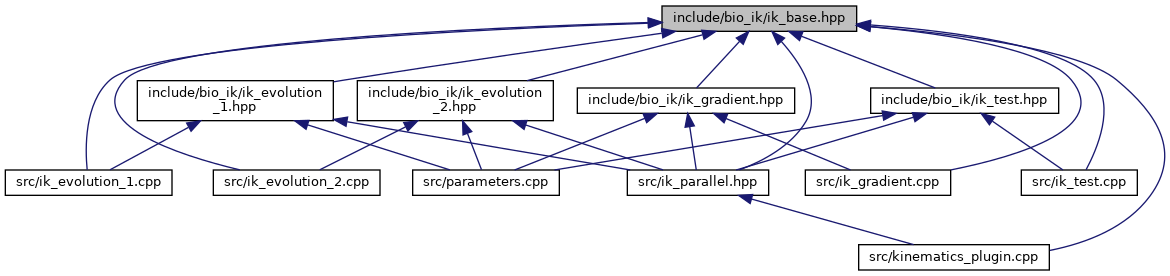 include/bio_ik/ik_base.hpp
include/bio_ik/ik_evolution
_1.hpp
include/bio_ik/ik_evolution
_2.hpp
include/bio_ik/ik_gradient.hpp
include/bio_ik/ik_test.hpp
src/ik_evolution_1.cpp
src/ik_evolution_2.cpp
src/parameters.cpp
src/ik_parallel.hpp
src/ik_gradient.cpp
src/ik_test.cpp
src/kinematics_plugin.cpp